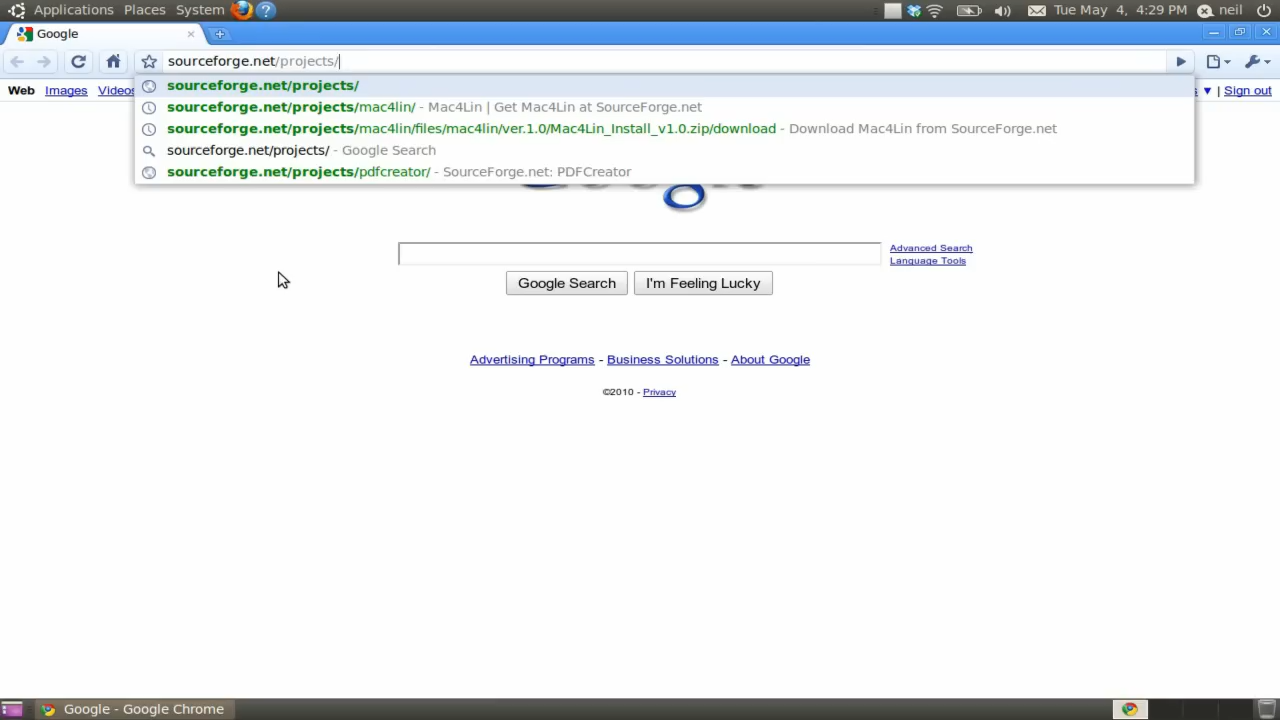 Applications Places System Tue May 4, 4:29 PM neil
Google
sourceforge.net/projects/
sourceforge.net/projects/
sourceforge.net/projects/mac4lin/ - Mac4Lin | Get Mac4Lin at SourceForge.net
sourceforge.net/projects/mac4lin/files/mac4lin/ver.1.0/Mac4Lin_Install_v1.0.zip/download - Download Mac4Lin from SourceForge.net
sourceforge.net/projects/ - Google Search
sourceforge.net/projects/pdfcreator/ - SourceForge.net: PDFCreator
Web Images Videos | Sign out
Advanced Search
Language Tools
Google Search I'm Feeling Lucky
Advertising Programs - Business Solutions - About Google
©2010 - Privacy
Google - Google Chrome